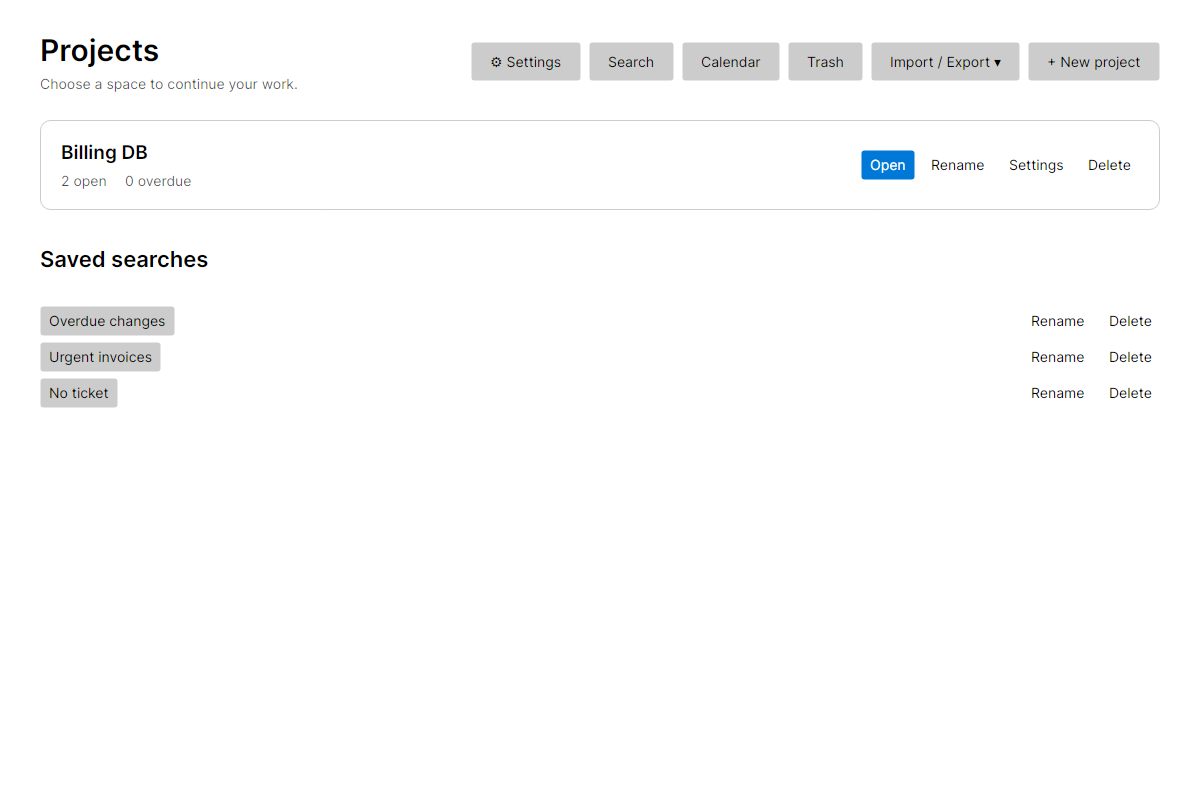 Projects
Choose a space to continue your work.
⚙ Settings
Search
Calendar
Trash
Import / Export ▾
+ New project
Billing DB
2 open 0 overdue
Open
Rename
Settings
Delete
Saved searches
Overdue changes
Rename
Delete
Urgent invoices
Rename
Delete
No ticket
Rename
Delete